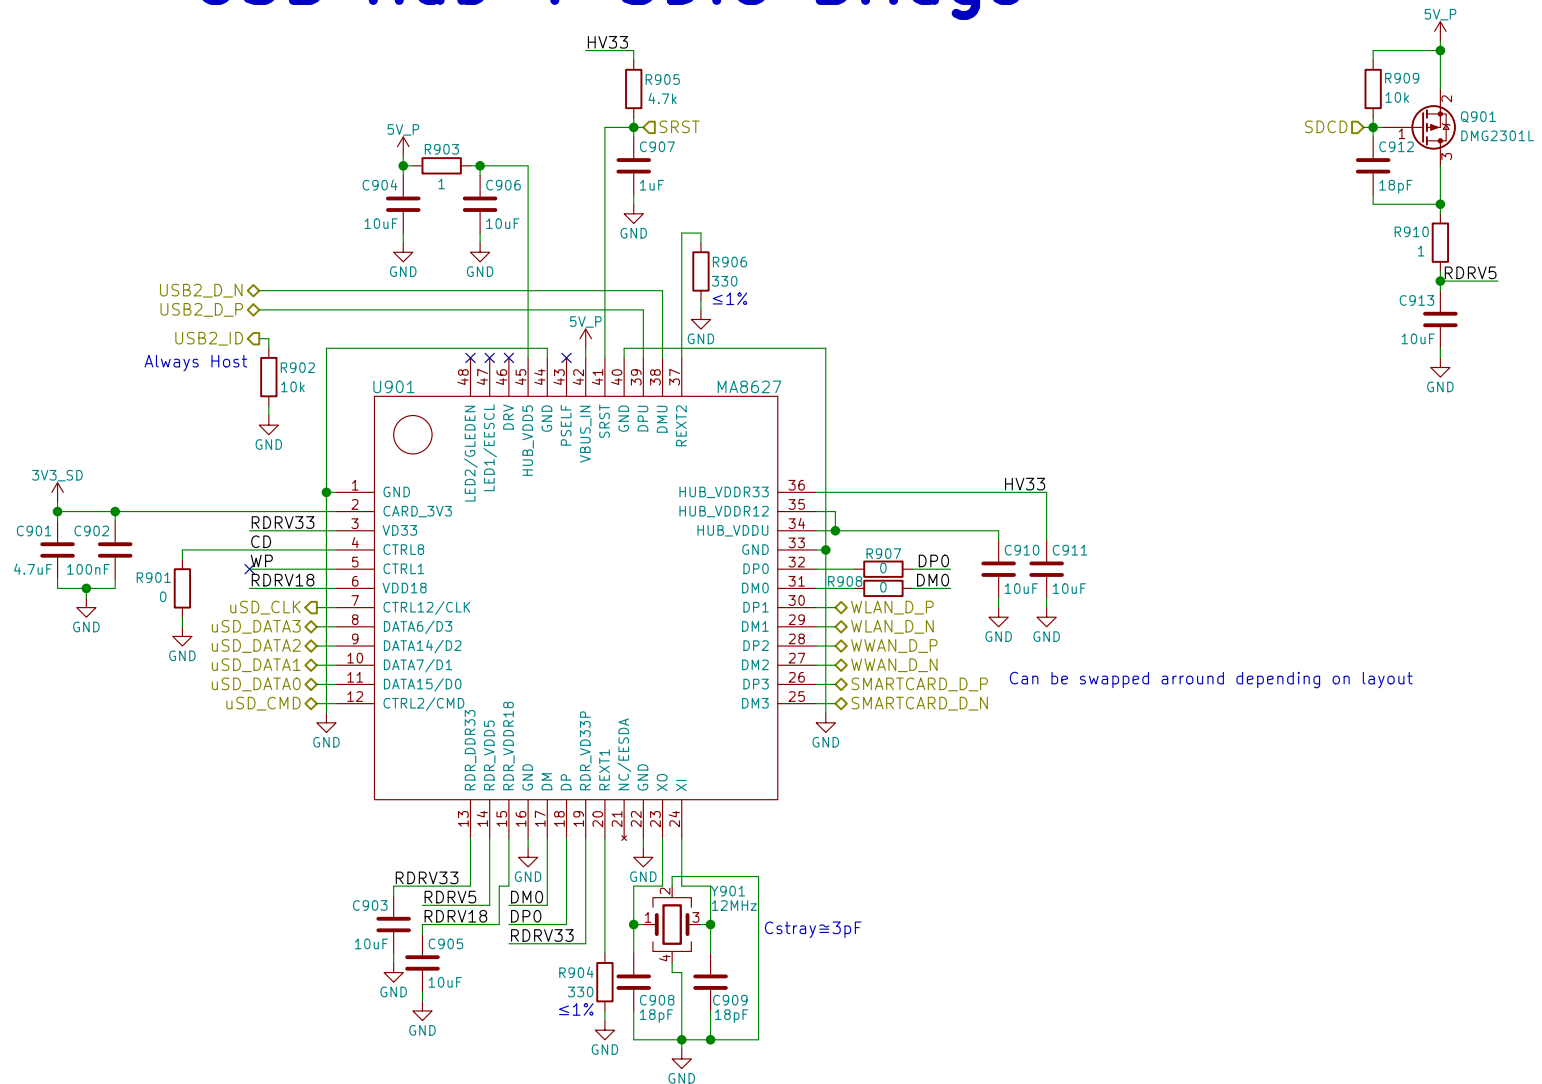 USB Hub + SDIO Bridge
5V_P
HV33
R905
4.7k
R909
10k
2
Q901
DMG2301L
SDCD
1
3
C912
18pF
SRST
C907
1uF
GND
5V_P
R903
1
C904
10uF
C906
10uF
GND
GND
R910
1
RDRV5
C913
10uF
GND
R906
330
≤1%
GND
USB2_D_N
USB2_D_P
USB2_ID
Always Host
R902
10k
GND
5V_P
U901
MA8627
48
47
46
45
44
43
42
41
40
39
38
37
LED2/GLEDEN
LED1/EESCL
DRV
HUB_VDD5
GND
PSELF
VBUS_IN
SRST
GND
DPU
DMU
REXT2
3V3_SD
C901
4.7uF
C902
100nF
GND
R901
0
GND
RDRV33
CD
WP
RDRV18
uSD_CLK
uSD_DATA3
uSD_DATA2
uSD_DATA1
uSD_DATA0
uSD_CMD
GND
1 GND
2 CARD_3V3
3 VD33
4 CTRL8
5 CTRL1
6 VDD18
7 CTRL12/CLK
8 DATA6/D3
9 DATA14/D2
10 DATA7/D1
11 DATA15/D0
12 CTRL2/CMD
HUB_VDDR33 36
HUB_VDDR12 35
HUB_VDDU 34
GND 33
DP0 32
DM0 31
DP1 30
DM1 29
DP2 28
DM2 27
DP3 26
DM3 25
HV33
R907
0
DP0
R908
0
DM0
C910
10uF
C911
10uF
GND
GND
WLAN_D_P
WLAN_D_N
WWAN_D_P
WWAN_D_N
SMARTCARD_D_P
SMARTCARD_D_N
GND
Can be swapped arround depending on layout
RDR_DDR33
RDR_VDD5
RDR_VDDR18
GND
DM
DP
RDR_VD33P
REXT1
NC/EESDA
GND
XO
XI
13
14
15
16
17
18
19
20
21
22
23
24
GND
GND
RDRV33
RDRV5
RDRV18
DM0
DP0
RDRV33
C903
10uF
GND
C905
10uF
GND
R904
330
≤1%
GND
Y901
12MHz
1
2
3
4
Cstray≅3pF
C908
18pF
C909
18pF
GND